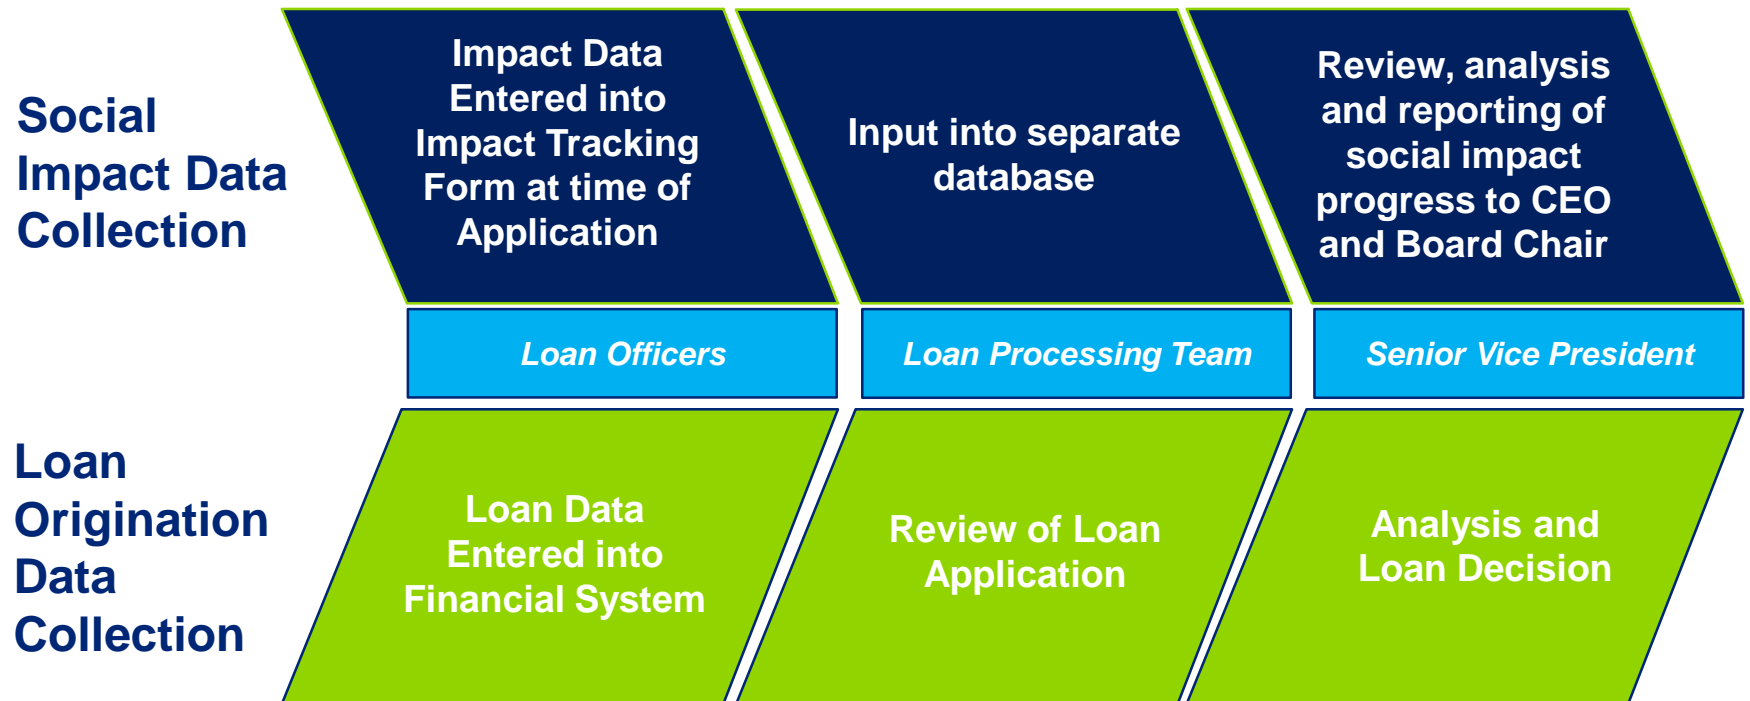 Social
Impact Data
Collection
Impact Data
Entered into
Impact Tracking
Form at time of
Application
Input into separate
database
Review, analysis
and reporting of
social impact
progress to CEO
and Board Chair
Loan Officers
Loan Processing Team
Senior Vice President
Loan
Origination
Data
Collection
Loan Data
Entered into
Financial System
Review of Loan
Application
Analysis and
Loan Decision